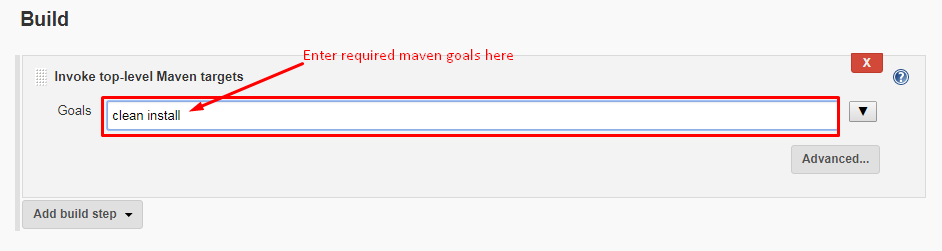 Build
Enter required maven goals here
X
Invoke top-level Maven targets
?
Goals
clean install
Advanced...
Add build step